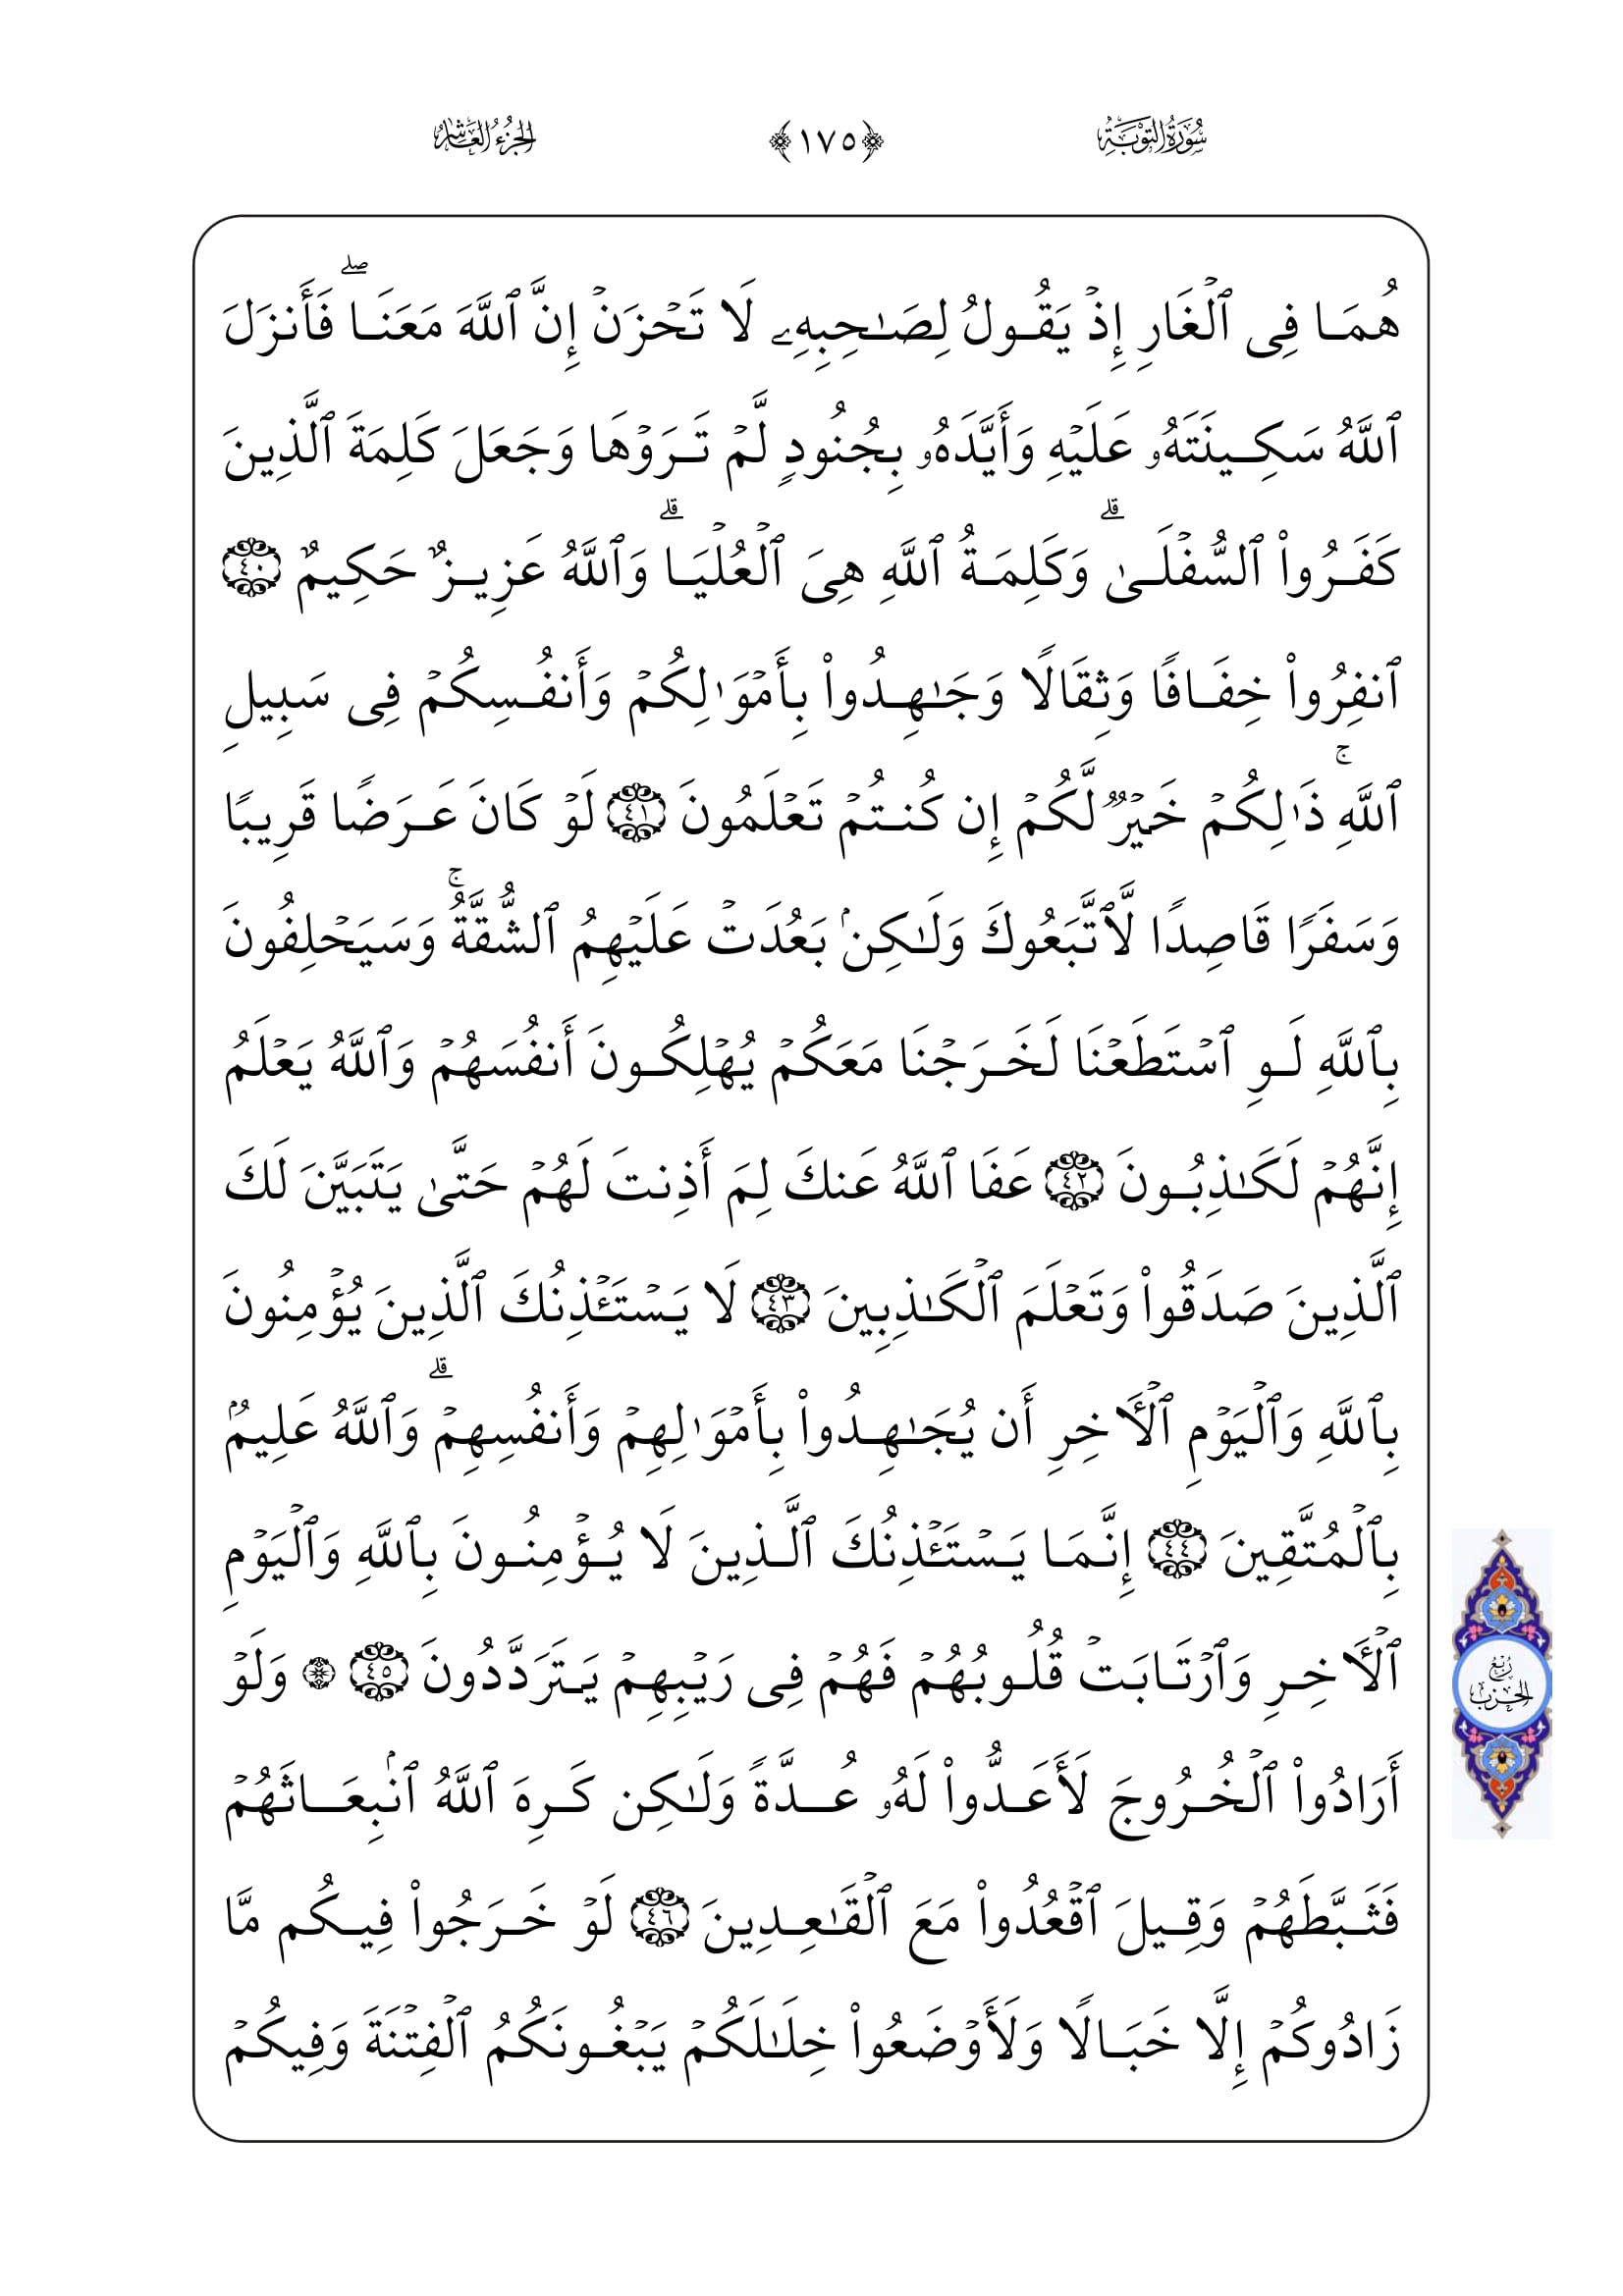 سُورَةُ التَّوْبَةِ ﴿١٧٥﴾ الجُزْءُ العَاشِرُ
هُمَا فِى ٱلْغَارِ إِذْ يَقُولُ لِصَـٰحِبِهِۦ لَا تَحْزَنْ إِنَّ ٱللَّهَ مَعَنَا ۖ فَأَنزَلَ
ٱللَّهُ سَكِينَتَهُۥ عَلَيْهِ وَأَيَّدَهُۥ بِجُنُودٍ لَّمْ تَرَوْهَا وَجَعَلَ كَلِمَةَ ٱلَّذِينَ
كَفَرُوا۟ ٱلسُّفْلَىٰ ۗ وَكَلِمَةُ ٱللَّهِ هِىَ ٱلْعُلْيَا ۗ وَٱللَّهُ عَزِيزٌ حَكِيمٌ ﴿٤٠﴾
ٱنفِرُوا۟ خِفَافًا وَثِقَالًا وَجَـٰهِدُوا۟ بِأَمْوَٰلِكُمْ وَأَنفُسِكُمْ فِى سَبِيلِ
ٱللَّهِ ۚ ذَٰلِكُمْ خَيْرٌ لَّكُمْ إِن كُنتُمْ تَعْلَمُونَ ﴿٤١﴾ لَوْ كَانَ عَرَضًا قَرِيبًا
وَسَفَرًا قَاصِدًا لَّٱتَّبَعُوكَ وَلَـٰكِنۢ بَعُدَتْ عَلَيْهِمُ ٱلشُّقَّةُ ۚ وَسَيَحْلِفُونَ
بِٱللَّهِ لَوِ ٱسْتَطَعْنَا لَخَرَجْنَا مَعَكُمْ يُهْلِكُونَ أَنفُسَهُمْ وَٱللَّهُ يَعْلَمُ
إِنَّهُمْ لَكَـٰذِبُونَ ﴿٤٢﴾ عَفَا ٱللَّهُ عَنكَ لِمَ أَذِنتَ لَهُمْ حَتَّىٰ يَتَبَيَّنَ لَكَ
ٱلَّذِينَ صَدَقُوا۟ وَتَعْلَمَ ٱلْكَـٰذِبِينَ ﴿٤٣﴾ لَا يَسْتَـْٔذِنُكَ ٱلَّذِينَ يُؤْمِنُونَ
بِٱللَّهِ وَٱلْيَوْمِ ٱلْـَٔاخِرِ أَن يُجَـٰهِدُوا۟ بِأَمْوَٰلِهِمْ وَأَنفُسِهِمْ ۗ وَٱللَّهُ عَلِيمٌۢ
بِٱلْمُتَّقِينَ ﴿٤٤﴾ إِنَّمَا يَسْتَـْٔذِنُكَ ٱلَّذِينَ لَا يُؤْمِنُونَ بِٱللَّهِ وَٱلْيَوْمِ
ٱلْـَٔاخِرِ وَٱرْتَابَتْ قُلُوبُهُمْ فَهُمْ فِى رَيْبِهِمْ يَتَرَدَّدُونَ ﴿٤٥﴾ ۞ وَلَوْ
رُبُعُ
الحِزْب
أَرَادُوا۟ ٱلْخُرُوجَ لَأَعَدُّوا۟ لَهُۥ عُدَّةً وَلَـٰكِن كَرِهَ ٱللَّهُ ٱنۢبِعَاثَهُمْ
فَثَبَّطَهُمْ وَقِيلَ ٱقْعُدُوا۟ مَعَ ٱلْقَـٰعِدِينَ ﴿٤٦﴾ لَوْ خَرَجُوا۟ فِيكُم مَّا
زَادُوكُمْ إِلَّا خَبَالًا وَلَأَوْضَعُوا۟ خِلَـٰلَكُمْ يَبْغُونَكُمُ ٱلْفِتْنَةَ وَفِيكُمْ